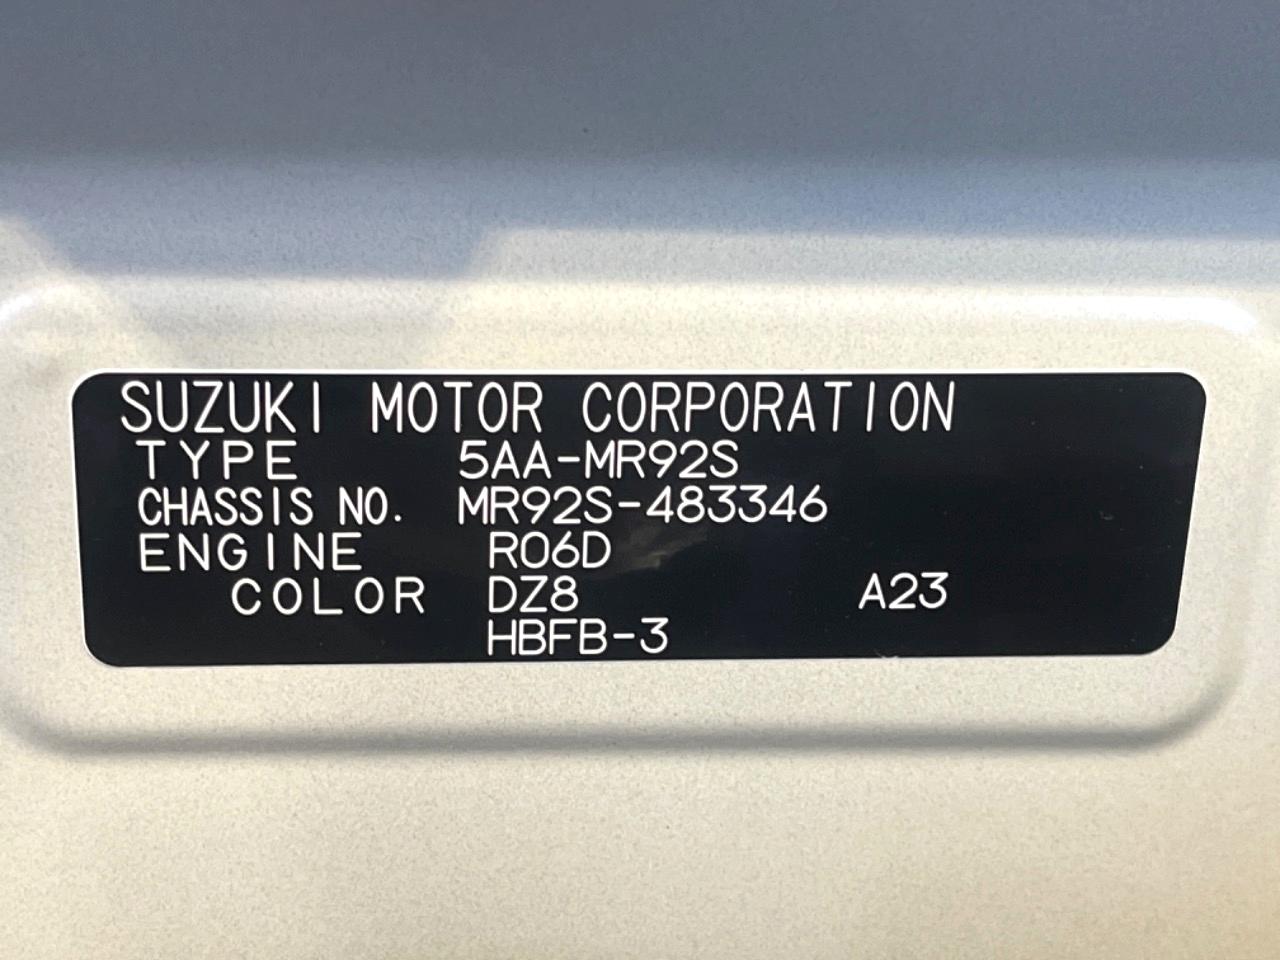 SUZUKI MOTOR CORPORATION
TYPE 5AA-MR92S
CHASSIS NO. MR92S-483346
ENGINE R06D
COLOR DZ8 A23
HBFB-3